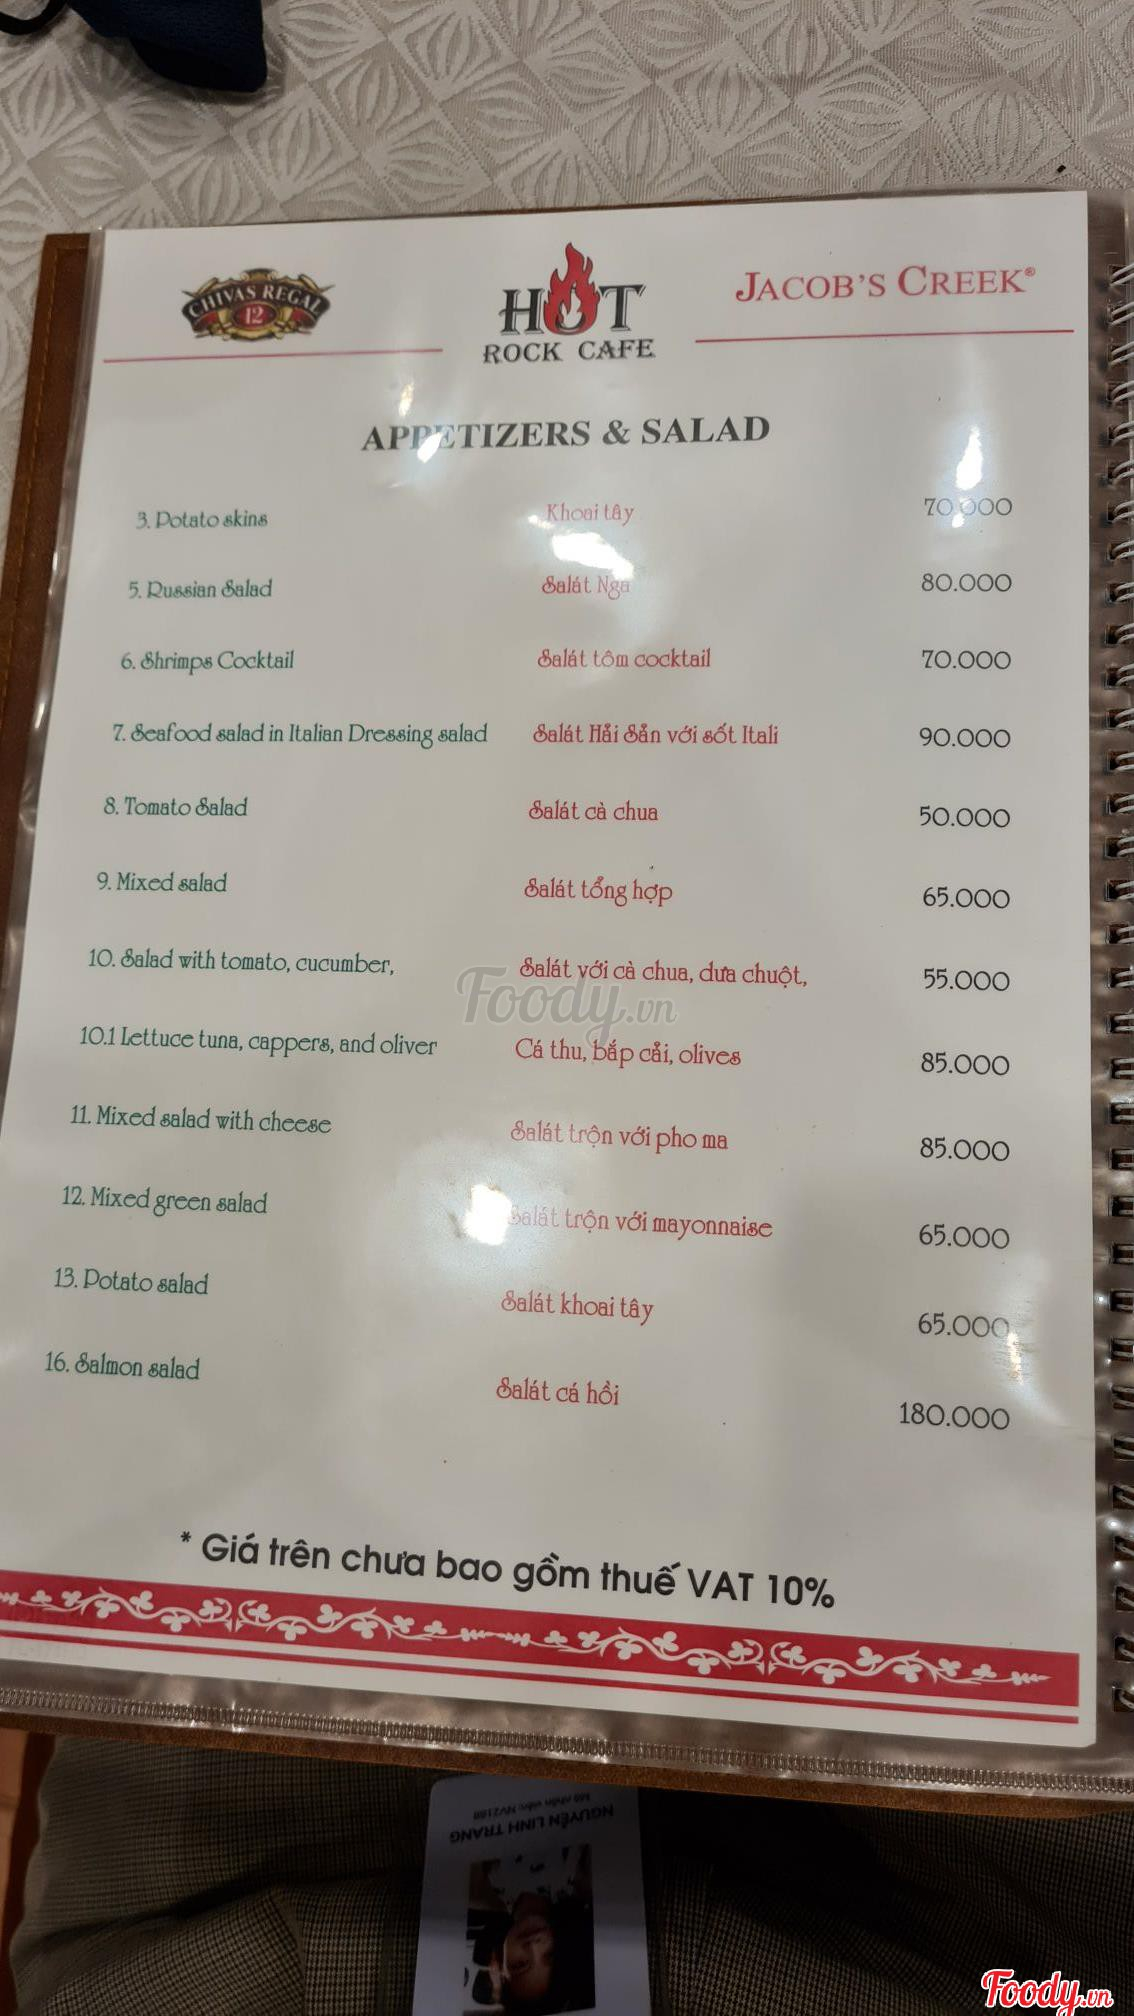 CHIVAS REGAL
12
HOT
ROCK CAFE
JACOB'S CREEK®
APPETIZERS & SALAD
3. Potato skins Khoai tây 70.000
5. Russian Salad Salát Nga 80.000
6. Shrimps Cocktail Salát tôm cocktail 70.000
7. Seafood salad in Italian Dressing salad Salát Hải Sản với sốt Itali 90.000
8. Tomato Salad Salát cà chua 50.000
9. Mixed salad Salát tổng hợp 65.000
10. Salad with tomato, cucumber, Salát với cà chua, dưa chuột, 55.000
10.1 Lettuce tuna, cappers, and oliver Cá thu, bắp cải, olives 85.000
11. Mixed salad with cheese Salát trộn với pho ma 85.000
12. Mixed green salad Salát trộn với mayonnaise 65.000
13. Potato salad Salát khoai tây 65.000
16. Salmon salad Salát cá hồi 180.000
Foody.vn
* Giá trên chưa bao gồm thuế VAT 10%
NGUYỄN LINH TRANG
Mã nhân viên: NV2188
Foody.vn